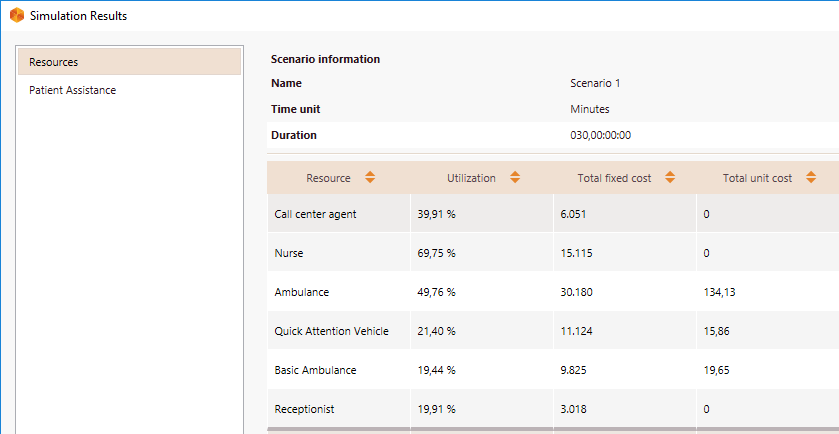 Simulation Results
Resources
Patient Assistance
Scenario information
Name Scenario 1
Time unit Minutes
Duration 030,00:00:00
Resource Utilization Total fixed cost Total unit cost
Call center agent 39,91 % 6.051 0
Nurse 69,75 % 15.115 0
Ambulance 49,76 % 30.180 134,13
Quick Attention Vehicle 21,40 % 11.124 15,86
Basic Ambulance 19,44 % 9.825 19,65
Receptionist 19,91 % 3.018 0